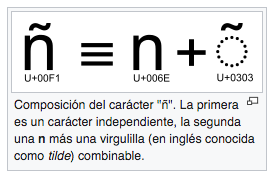 ñ ≡ n + ̃
U+00F1 U+006E U+0303
Composición del carácter "ñ". La primera
es un carácter independiente, la segunda
una n más una virgulilla (en inglés conocida
como tilde) combinable.